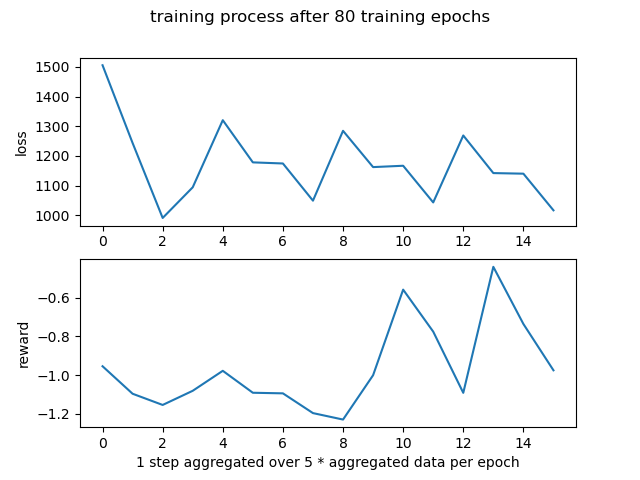 training process after 80 training epochs
1500
1400
1300
1200
1100
1000
loss
0 2 4 6 8 10 12 14
−0.6
−0.8
−1.0
−1.2
reward
0 2 4 6 8 10 12 14
1 step aggregated over 5 * aggregated data per epoch